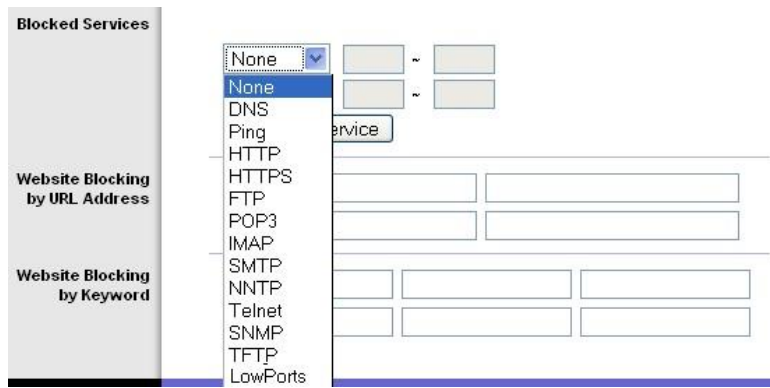 Blocked Services
None
~
None
~
DNS
Ping
HTTP
HTTPS
FTP
POP3
IMAP
SMTP
NNTP
Telnet
SNMP
TFTP
LowPorts
Website Blocking
by URL Address
Website Blocking
by Keyword